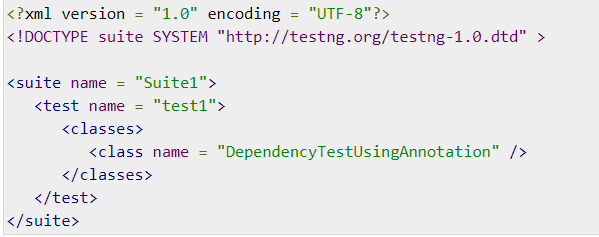 <?xml version = "1.0" encoding = "UTF-8"?>
<!DOCTYPE suite SYSTEM "http://testng.org/testng-1.0.dtd" >

<suite name = "Suite1">
   <test name = "test1">
      <classes>
         <class name = "DependencyTestUsingAnnotation" />
      </classes>
   </test>
</suite>